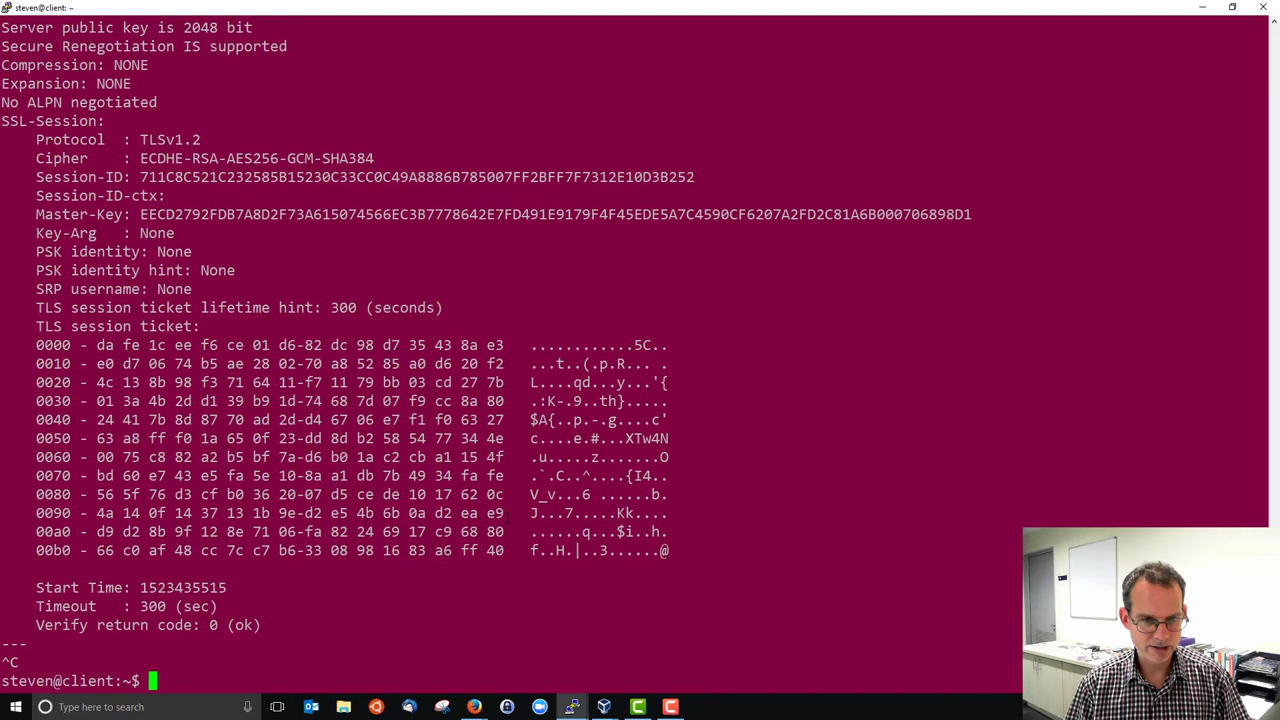 steven@client: ~
Server public key is 2048 bit
Secure Renegotiation IS supported
Compression: NONE
Expansion: NONE
No ALPN negotiated
SSL-Session:
Protocol : TLSv1.2
Cipher : ECDHE-RSA-AES256-GCM-SHA384
Session-ID: 711C8C521C232585B15230C33CC0C49A8886B785007FF2BFF7F7312E10D3B252
Session-ID-ctx:
Master-Key: EECD2792FDB7A8D2F73A615074566EC3B7778642E7FD491E9179F4F45EDE5A7C4590CF6207A2FD2C81A6B000706898D1
Key-Arg : None
PSK identity: None
PSK identity hint: None
SRP username: None
TLS session ticket lifetime hint: 300 (seconds)
TLS session ticket:
0000 - da fe 1c ee f6 ce 01 d6-82 dc 98 d7 35 43 8a e3 ............5C..
0010 - e0 d7 06 74 b5 ae 28 02-70 a8 52 85 a0 d6 20 f2 ...t..(.p.R... .
0020 - 4c 13 8b 98 f3 71 64 11-f7 11 79 bb 03 cd 27 7b L....qd...y...'{
0030 - 01 3a 4b 2d d1 39 b9 1d-74 68 7d 07 f9 cc 8a 80 .:K-.9..th}.....
0040 - 24 41 7b 8d 87 70 ad 2d-d4 67 06 e7 f1 f0 63 27 $A{..p.-.g....c'
0050 - 63 a8 ff f0 1a 65 0f 23-dd 8d b2 58 54 77 34 4e c....e.#...XTw4N
0060 - 00 75 c8 82 a2 b5 bf 7a-d6 b0 1a c2 cb a1 15 4f .u.....z.......O
0070 - bd 60 e7 43 e5 fa 5e 10-8a a1 db 7b 49 34 fa fe .`.C..^....{I4..
0080 - 56 5f 76 d3 cf b0 36 20-07 d5 ce de 10 17 62 0c V_v...6 ......b.
0090 - 4a 14 0f 14 37 13 1b 9e-d2 e5 4b 6b 0a d2 ea e9 J...7.....Kk....
00a0 - d9 d2 8b 9f 12 8e 71 06-fa 82 24 69 17 c9 68 80 ......q...$i..h.
00b0 - 66 c0 af 48 cc 7c c7 b6-33 08 98 16 83 a6 ff 40 f..H.|..3......@
Start Time: 1523435515
Timeout : 300 (sec)
Verify return code: 0 (ok)
---
^C
steven@client:~$
Type here to search